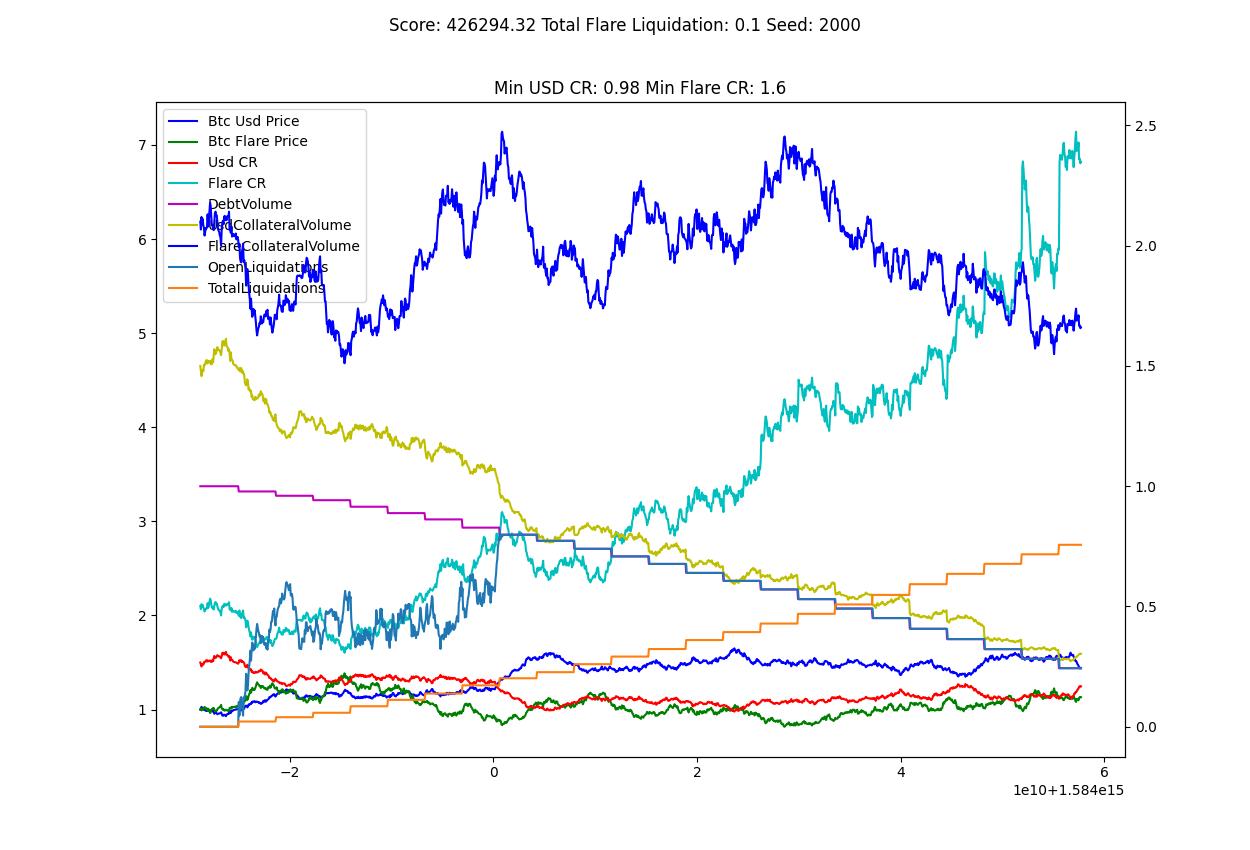 Score: 426294.32 Total Flare Liquidation: 0.1 Seed: 2000
Min USD CR: 0.98 Min Flare CR: 1.6
Btc Usd Price
Btc Flare Price
Usd CR
Flare CR
DebtVolume
UsdCollateralVolume
FlareCollateralVolume
OpenLiquidations
TotalLiquidations
7
6
5
4
3
2
1
2.5
2.0
1.5
1.0
0.5
0.0
−2
0
2
4
6
1e10+1.584e15